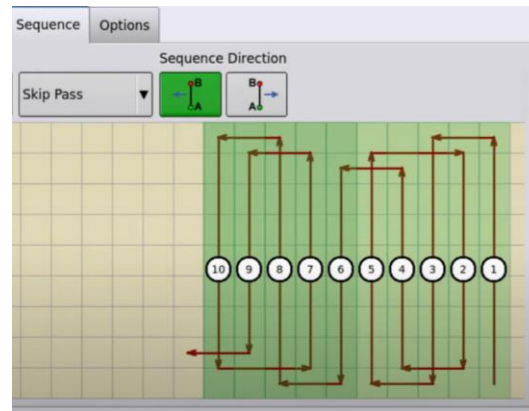 Sequence Options
Sequence Direction
Skip Pass
B B
A A
10 9 8 7 6 5 4 3 2 1